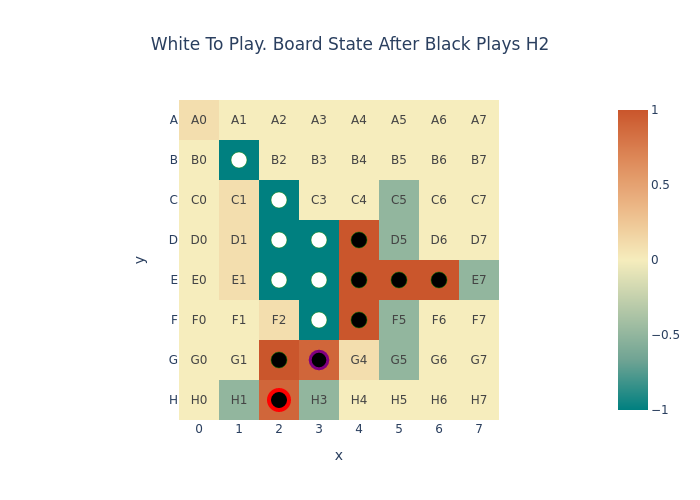 White To Play. Board State After Black Plays H2
A A0 A1 A2 A3 A4 A5 A6 A7
B B0 B2 B3 B4 B5 B6 B7
C C0 C1 C3 C4 C5 C6 C7
D D0 D1 D5 D6 D7
E E0 E1 E7
F F0 F1 F2 F5 F6 F7
G G0 G1 G4 G5 G6 G7
H H0 H1 H3 H4 H5 H6 H7
0 1 2 3 4 5 6 7
x
y
1
0.5
0
−0.5
−1